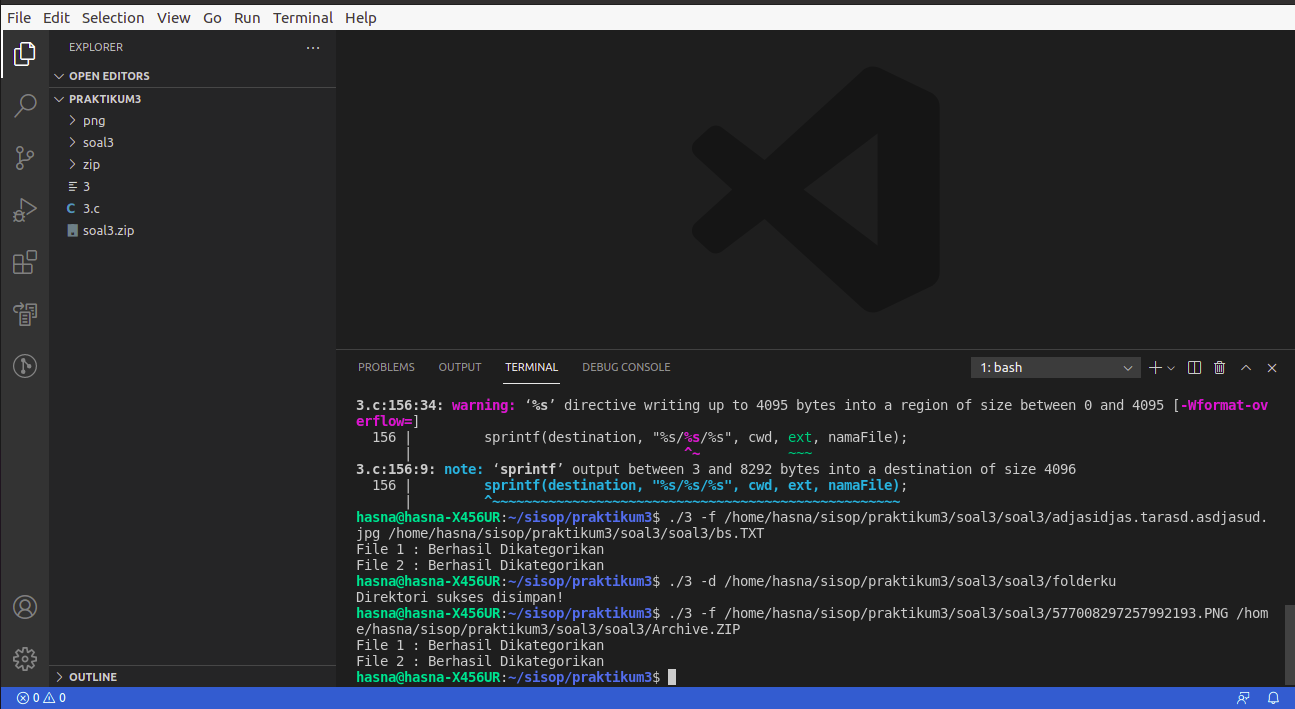 File Edit Selection View Go Run Terminal Help
EXPLORER ...
OPEN EDITORS
PRAKTIKUM3
png
soal3
zip
3
C 3.c
soal3.zip
OUTLINE
PROBLEMS OUTPUT TERMINAL DEBUG CONSOLE 1: bash
3.c:156:34: warning: ‘%s’ directive writing up to 4095 bytes into a region of size between 0 and 4095 [-Wformat-ov
erflow=]
156 | sprintf(destination, "%s/%s/%s", cwd, ext, namaFile);
| ^~ ~~~
3.c:156:9: note: ‘sprintf’ output between 3 and 8292 bytes into a destination of size 4096
156 | sprintf(destination, "%s/%s/%s", cwd, ext, namaFile);
| ^~~~~~~~~~~~~~~~~~~~~~~~~~~~~~~~~~~~~~~~~~~~~~~~~~~~
hasna@hasna-X456UR:~/sisop/praktikum3$ ./3 -f /home/hasna/sisop/praktikum3/soal3/soal3/adjasidjas.tarasd.asdjasud.
jpg /home/hasna/sisop/praktikum3/soal3/soal3/bs.TXT
File 1 : Berhasil Dikategorikan
File 2 : Berhasil Dikategorikan
hasna@hasna-X456UR:~/sisop/praktikum3$ ./3 -d /home/hasna/sisop/praktikum3/soal3/soal3/folderku
Direktori sukses disimpan!
hasna@hasna-X456UR:~/sisop/praktikum3$ ./3 -f /home/hasna/sisop/praktikum3/soal3/soal3/577008297257992193.PNG /hom
e/hasna/sisop/praktikum3/soal3/soal3/Archive.ZIP
File 1 : Berhasil Dikategorikan
File 2 : Berhasil Dikategorikan
hasna@hasna-X456UR:~/sisop/praktikum3$
0 0